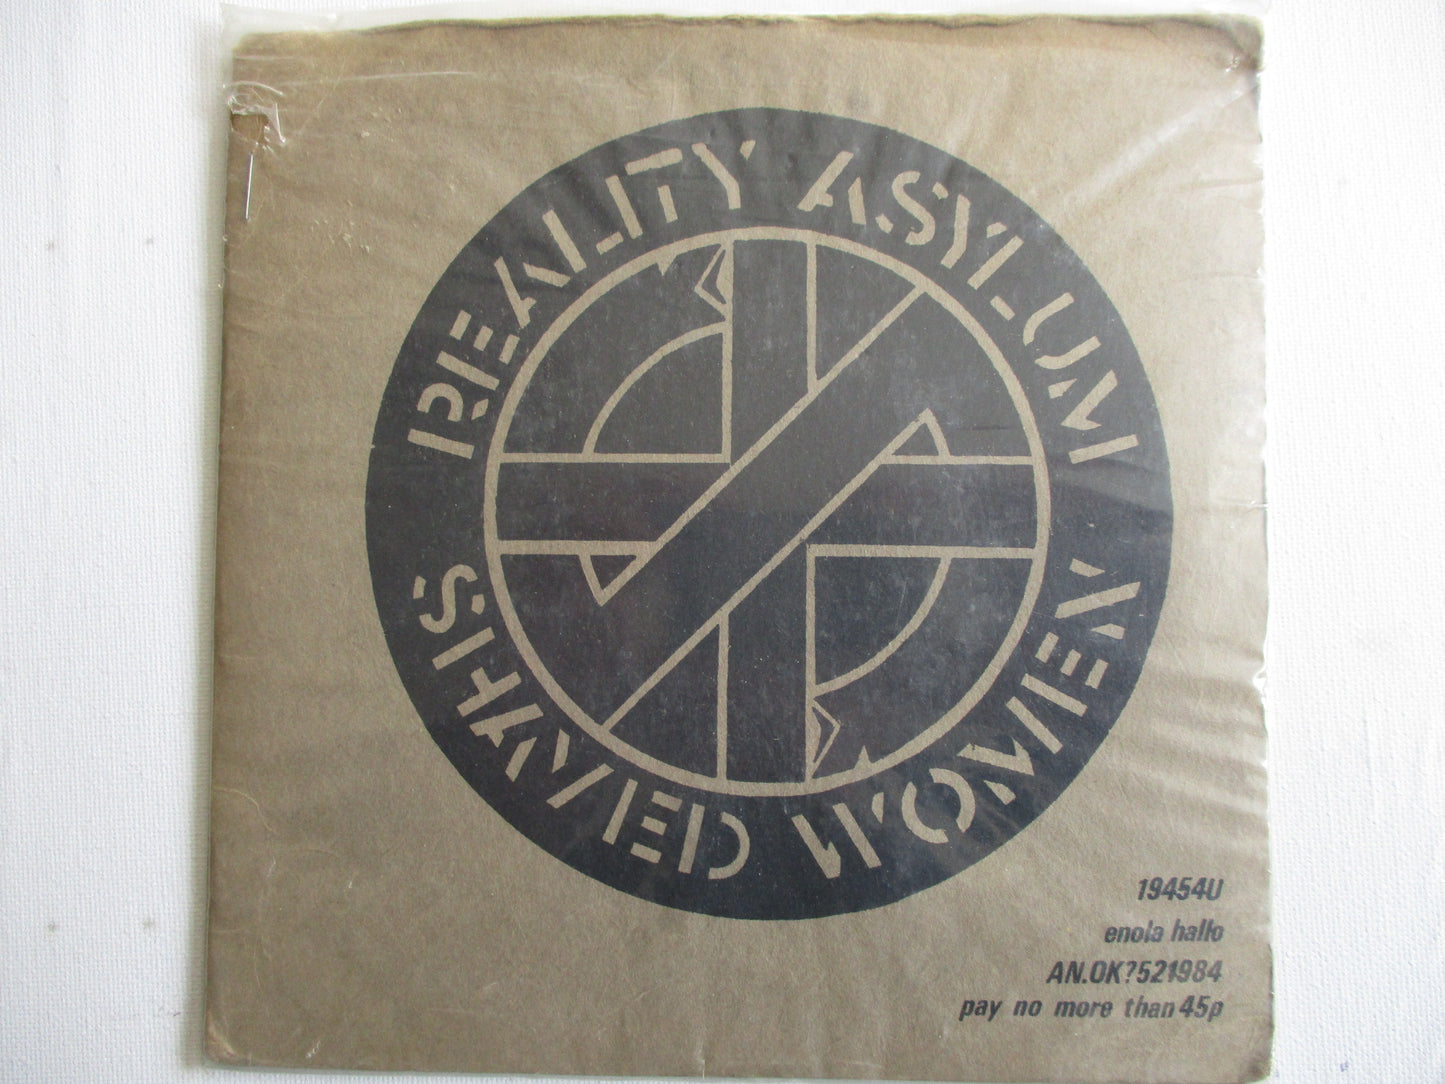 REALITY ASYLUM
SHAVED WOMEN
19454U
enola hallo
AN.OK?521984
pay no more than 45p